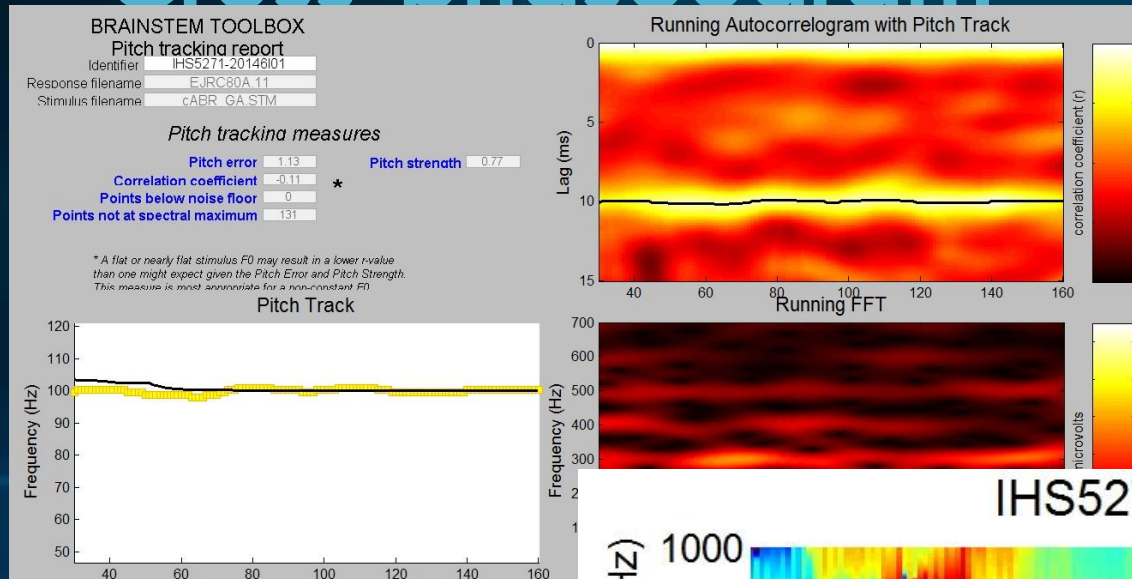 BRAINSTEM TOOLBOX
Pitch tracking report
Identifier IHS5271-20146I01
Response filename EJRC80A.11
Stimulus filename cABR_GA.STM
Pitch tracking measures
Pitch error 1.13 Pitch strength 0.77
Correlation coefficient -0.11 *
Points below noise floor 0
Points not at spectral maximum 131
* A flat or nearly flat stimulus F0 may result in a lower r-value
than one might expect given the Pitch Error and Pitch Strength.
This measure is most appropriate for a non-constant F0
Pitch Track
Frequency (Hz)
120
110
100
90
80
70
60
50
40 60 80 100 120 140 160
Running Autocorrelogram with Pitch Track
Lag (ms)
0
5
10
15
40 60 80 100 120 140 160
correlation coefficient (r)
Running FFT
Frequency (Hz)
700
600
500
400
300
microvolts
IHS52
1000
Hz)